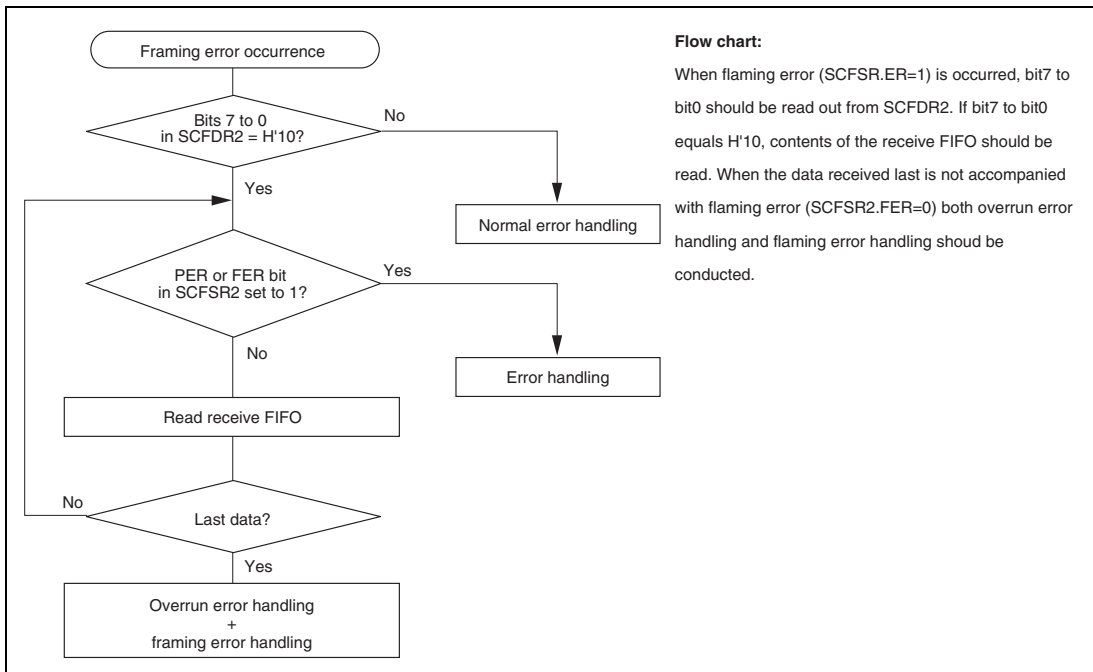 Framing error occurrence
Bits 7 to 0
in SCFDR2 = H'10?
No
Yes
Normal error handling
PER or FER bit
in SCFSR2 set to 1?
Yes
No
Error handling
Read receive FIFO
No
Last data?
Yes
Overrun error handling
+
framing error handling
Flow chart:
When flaming error (SCFSR.ER=1) is occurred, bit7 to
bit0 should be read out from SCFDR2. If bit7 to bit0
equals H'10, contents of the receive FIFO should be
read. When the data received last is not accompanied
with flaming error (SCFSR2.FER=0) both overrun error
handling and flaming error handling shoud be
conducted.